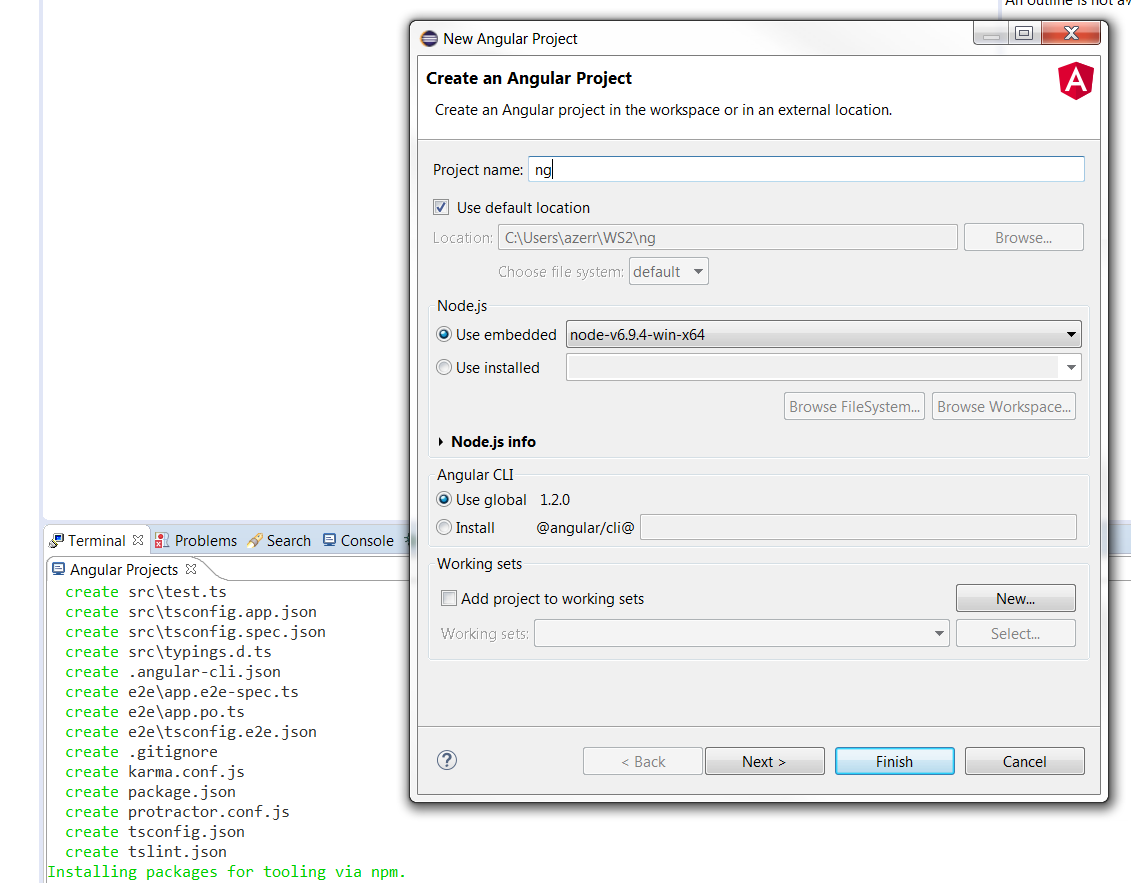 An outline is not av
New Angular Project
Create an Angular Project
Create an Angular project in the workspace or in an external location.
Project name: ng
Use default location
Location: C:\Users\azerr\WS2\ng Browse...
Choose file system: default
Node.js
Use embedded node-v6.9.4-win-x64
Use installed
Browse FileSystem... Browse Workspace...
Node.js info
Angular CLI
Use global 1.2.0
Install @angular/cli@
Working sets
Add project to working sets New...
Working sets: Select...
< Back Next > Finish Cancel
Terminal Problems Search Console
Angular Projects
create src\test.ts
create src\tsconfig.app.json
create src\tsconfig.spec.json
create src\typings.d.ts
create .angular-cli.json
create e2e\app.e2e-spec.ts
create e2e\app.po.ts
create e2e\tsconfig.e2e.json
create .gitignore
create karma.conf.js
create package.json
create protractor.conf.js
create tsconfig.json
create tslint.json
Installing packages for tooling via npm.